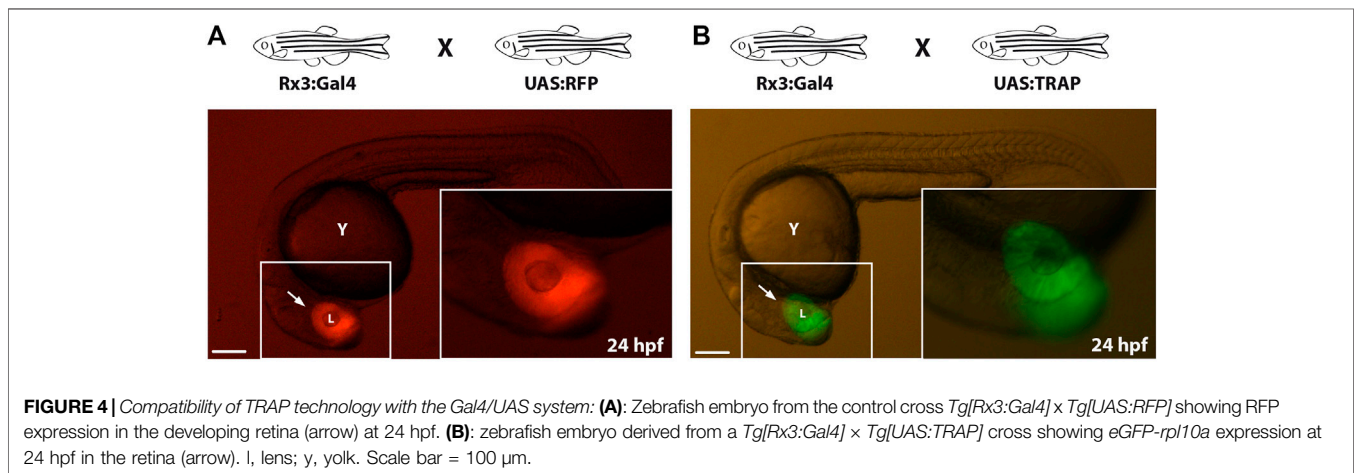 A X B X
Rx3:Gal4 UAS:RFP Rx3:Gal4 UAS:TRAP
Y Y
L L
24 hpf 24 hpf
FIGURE 4 | Compatibility of TRAP technology with the Gal4/UAS system: (A): Zebrafish embryo from the control cross Tg[Rx3:Gal4] x Tg[UAS:RFP] showing RFP
expression in the developing retina (arrow) at 24 hpf. (B): zebrafish embryo derived from a Tg[Rx3:Gal4] × Tg[UAS:TRAP] cross showing eGFP-rpl10a expression at
24 hpf in the retina (arrow). l, lens; y, yolk. Scale bar = 100 μm.